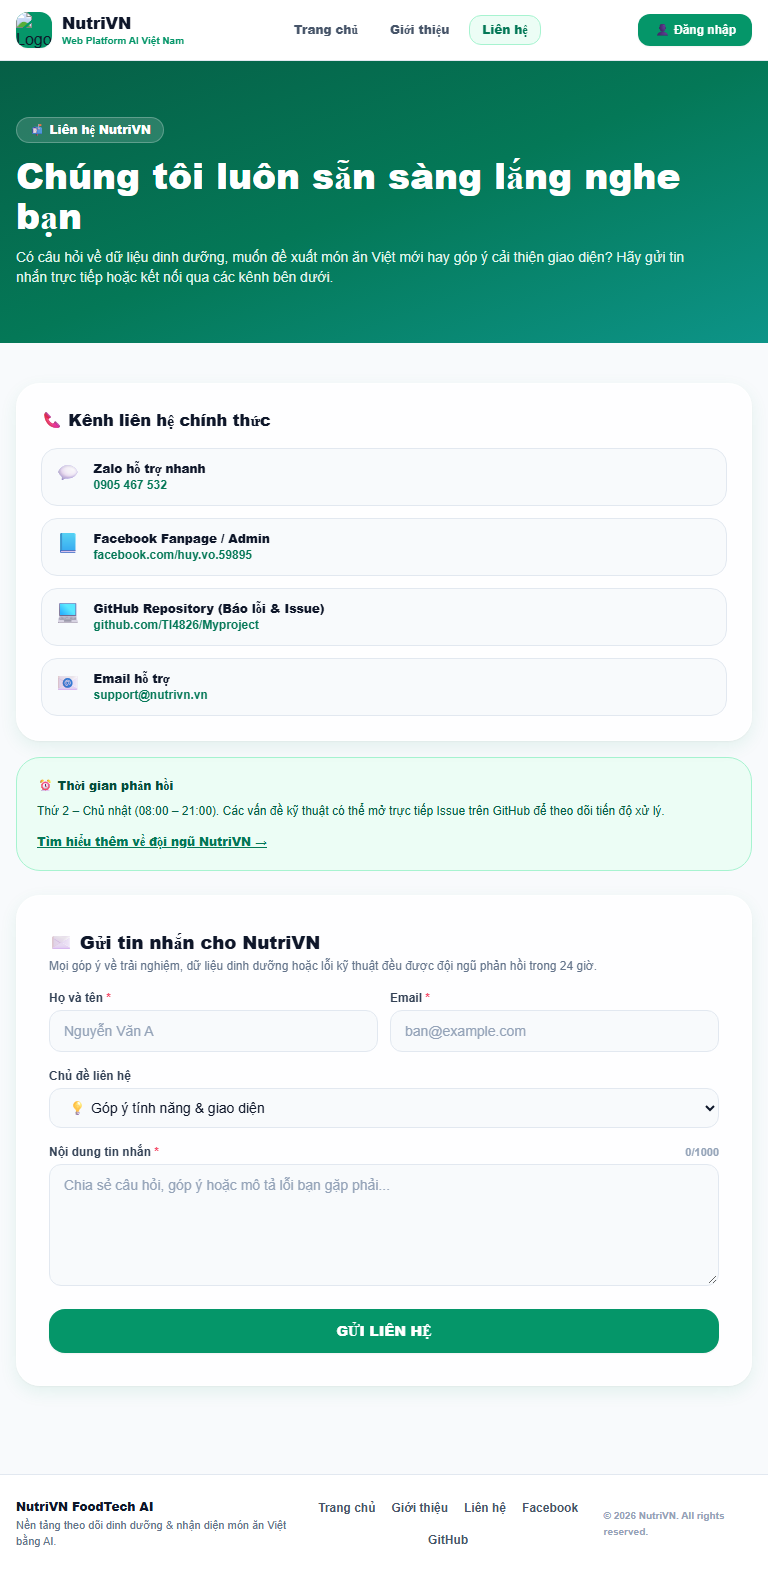 Logo
NutriVN
Web Platform AI Việt Nam
Trang chủ
Giới thiệu
Liên hệ
Đăng nhập
Liên hệ NutriVN
Chúng tôi luôn sẵn sàng lắng nghe
bạn
Có câu hỏi về dữ liệu dinh dưỡng, muốn đề xuất món ăn Việt mới hay góp ý cải thiện giao diện? Hãy gửi tin
nhắn trực tiếp hoặc kết nối qua các kênh bên dưới.
Kênh liên hệ chính thức
Zalo hỗ trợ nhanh
0905 467 532
Facebook Fanpage / Admin
facebook.com/huy.vo.59895
GitHub Repository (Báo lỗi & Issue)
github.com/TI4826/Myproject
Email hỗ trợ
support@nutrivn.vn
Thời gian phản hồi
Thứ 2 – Chủ nhật (08:00 – 21:00). Các vấn đề kỹ thuật có thể mở trực tiếp Issue trên GitHub để theo dõi tiến độ xử lý.
Tìm hiểu thêm về đội ngũ NutriVN →
Gửi tin nhắn cho NutriVN
Mọi góp ý về trải nghiệm, dữ liệu dinh dưỡng hoặc lỗi kỹ thuật đều được đội ngũ phản hồi trong 24 giờ.
Họ và tên *
Email *
Nguyễn Văn A
ban@example.com
Chủ đề liên hệ
Góp ý tính năng & giao diện
Nội dung tin nhắn *
0/1000
Chia sẻ câu hỏi, góp ý hoặc mô tả lỗi bạn gặp phải...
GỬI LIÊN HỆ
NutriVN FoodTech AI
Nền tảng theo dõi dinh dưỡng & nhận diện món ăn Việt
bằng AI.
Trang chủ
Giới thiệu
Liên hệ
Facebook
GitHub
© 2026 NutriVN. All rights
reserved.